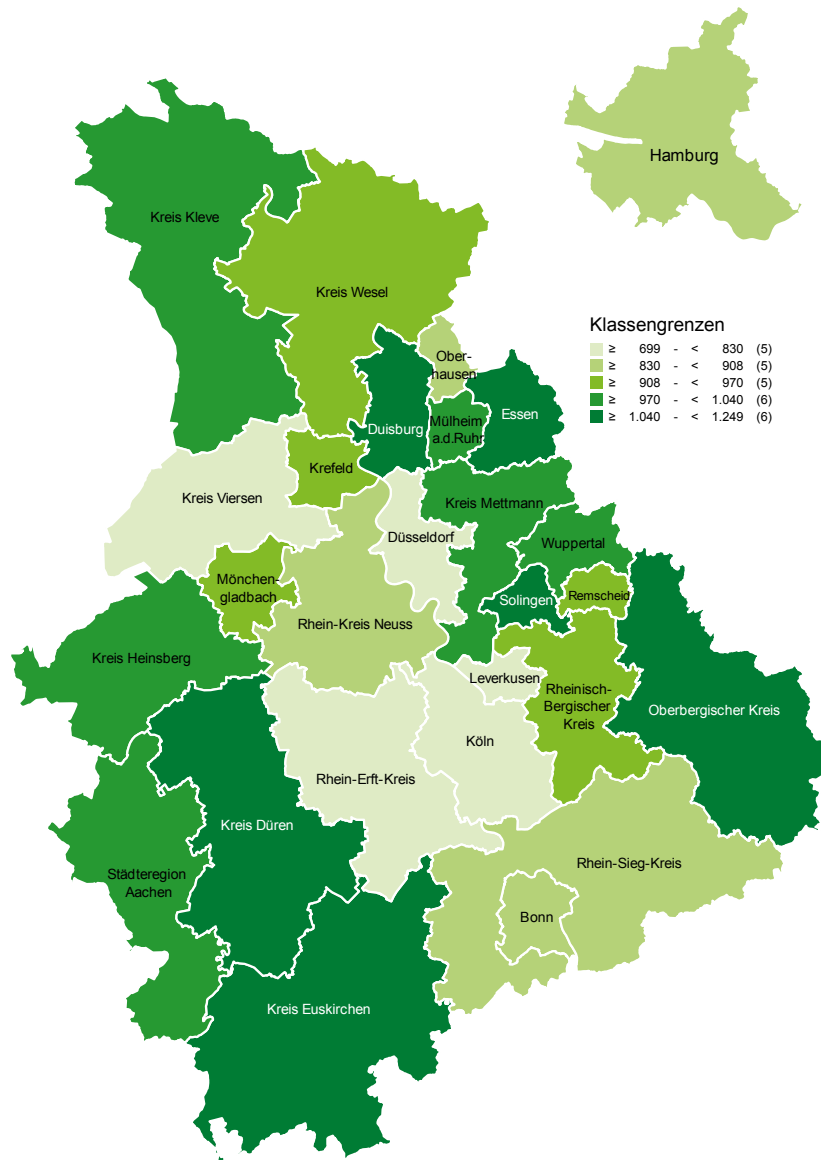 Hamburg
Kreis Kleve
Kreis Wesel
Klassengrenzen
≥ 699 - < 830 (5)
≥ 830 - < 908 (5)
≥ 908 - < 970 (5)
≥ 970 - < 1.040 (6)
≥ 1.040 - < 1.249 (6)
Ober-
hausen
Duisburg
Mülheim
a.d.Ruhr
Essen
Krefeld
Kreis Viersen
Kreis Mettmann
Düsseldorf
Wuppertal
Mönchen-
gladbach
Solingen
Remscheid
Rhein-Kreis Neuss
Kreis Heinsberg
Leverkusen
Rheinisch-
Bergischer
Kreis
Oberbergischer Kreis
Köln
Rhein-Erft-Kreis
Kreis Düren
Rhein-Sieg-Kreis
Städteregion
Aachen
Bonn
Kreis Euskirchen